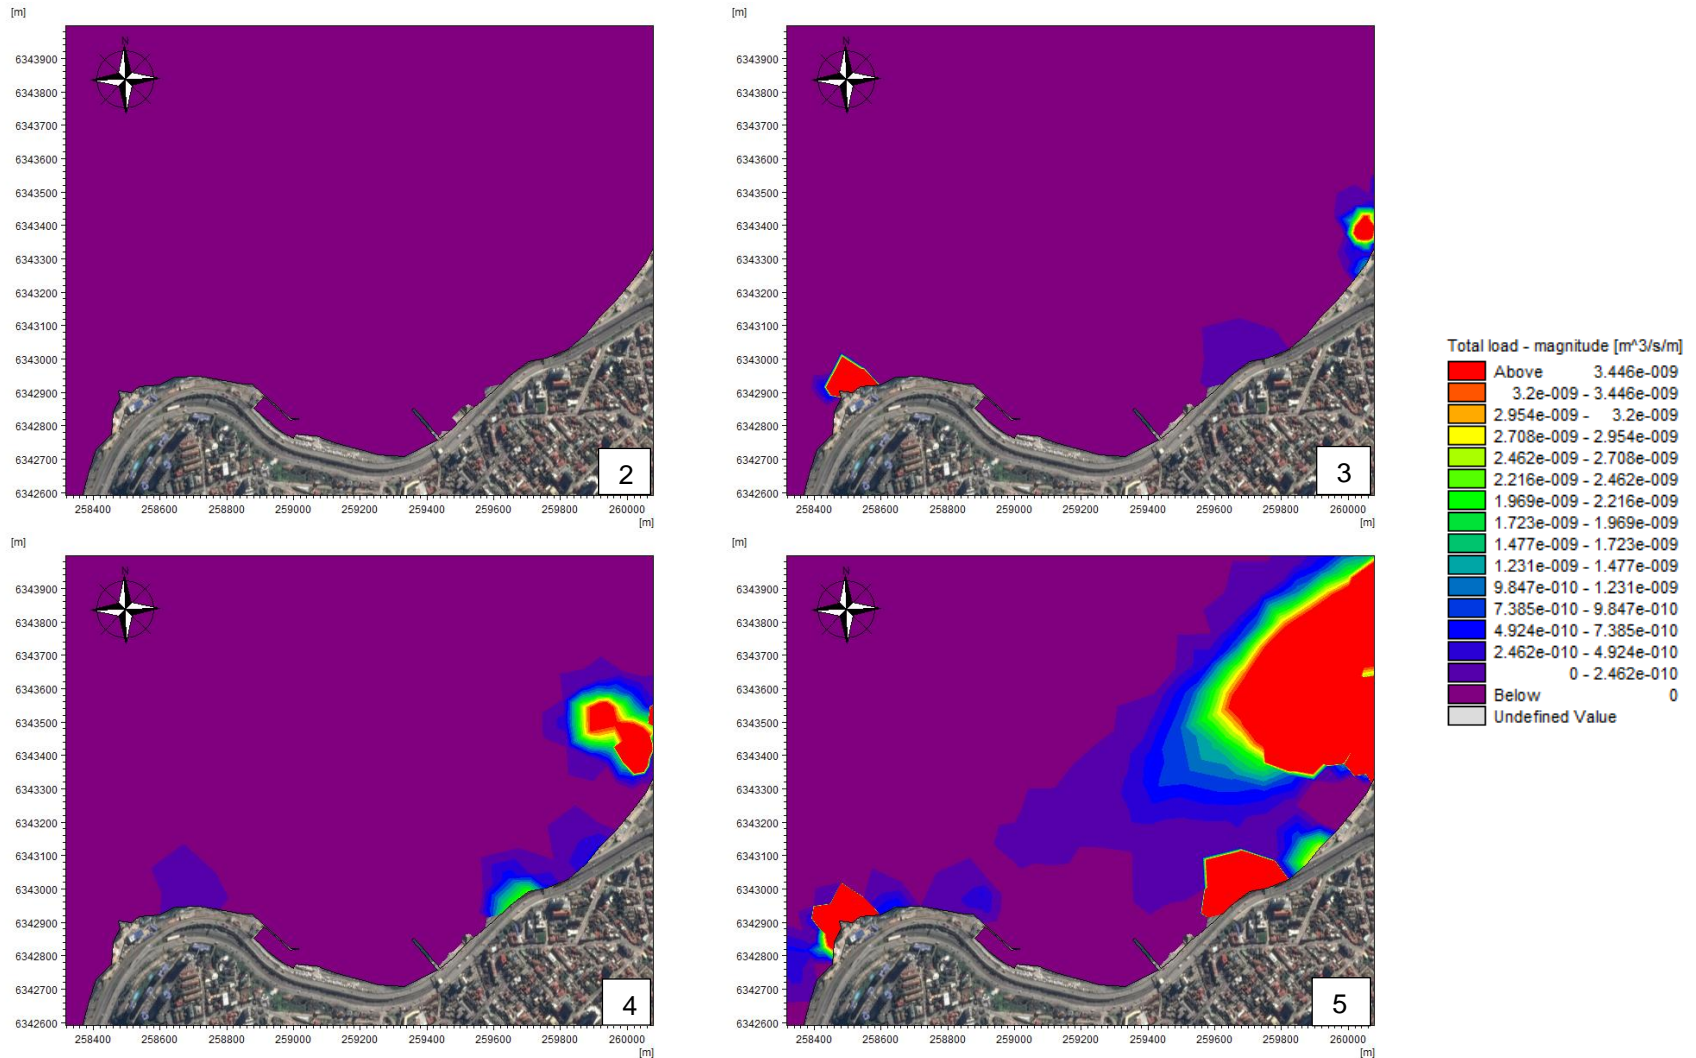 [m]
N
6343900
6343800
6343700
6343600
6343500
6343400
6343300
6343200
6343100
6343000
6342900
6342800
6342700
6342600
258400 258600 258800 259000 259200 259400 259600 259800 260000
[m]
2
[m]
N
6343900
6343800
6343700
6343600
6343500
6343400
6343300
6343200
6343100
6343000
6342900
6342800
6342700
6342600
258400 258600 258800 259000 259200 259400 259600 259800 260000
[m]
3
[m]
N
6343900
6343800
6343700
6343600
6343500
6343400
6343300
6343200
6343100
6343000
6342900
6342800
6342700
6342600
258400 258600 258800 259000 259200 259400 259600 259800 260000
[m]
4
[m]
N
6343900
6343800
6343700
6343600
6343500
6343400
6343300
6343200
6343100
6343000
6342900
6342800
6342700
6342600
258400 258600 258800 259000 259200 259400 259600 259800 260000
[m]
5
Total load - magnitude [m^3/s/m]
Above 3.446e-009
3.2e-009 - 3.446e-009
2.954e-009 - 3.2e-009
2.708e-009 - 2.954e-009
2.462e-009 - 2.708e-009
2.216e-009 - 2.462e-009
1.969e-009 - 2.216e-009
1.723e-009 - 1.969e-009
1.477e-009 - 1.723e-009
1.231e-009 - 1.477e-009
9.847e-010 - 1.231e-009
7.385e-010 - 9.847e-010
4.924e-010 - 7.385e-010
2.462e-010 - 4.924e-010
0 - 2.462e-010
Below 0
Undefined Value